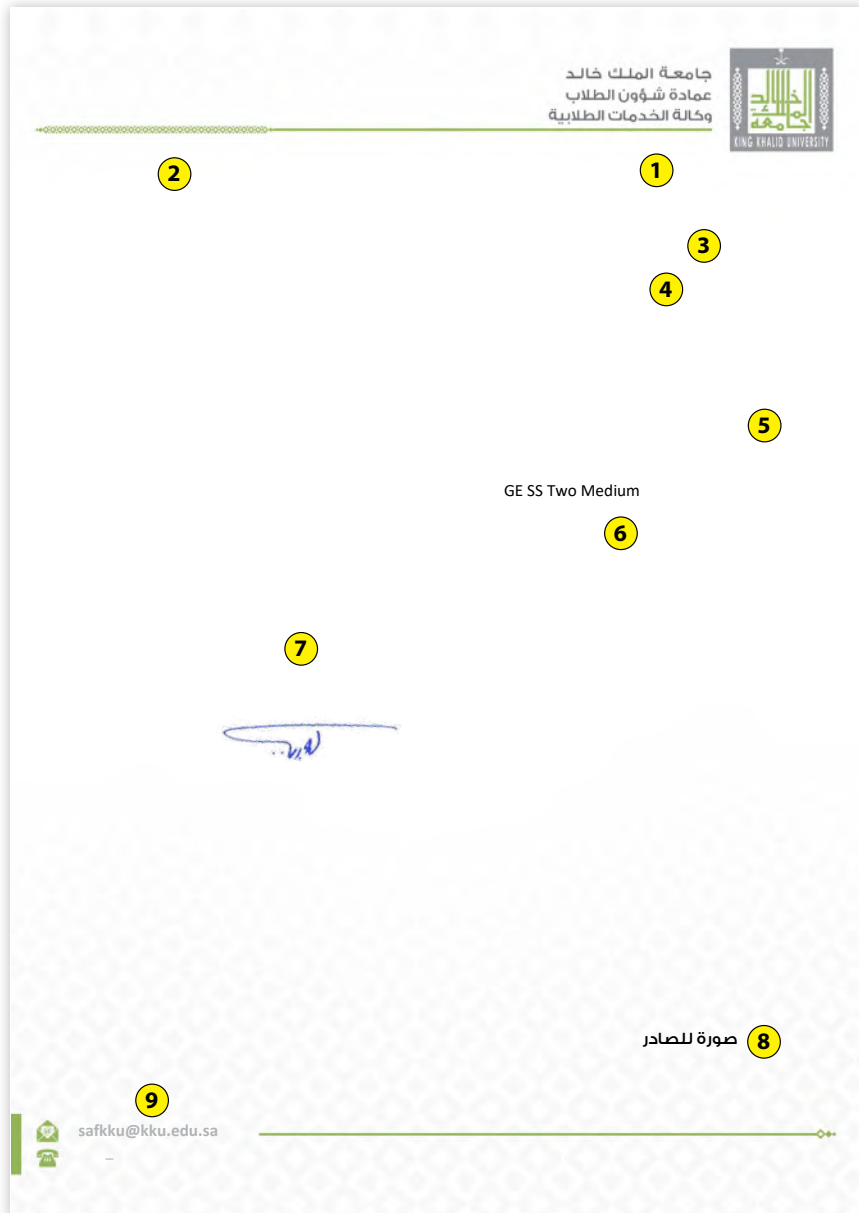 جامعة الملك خالد
عمادة شؤون الطلاب
وكالة الخدمات الطلابية
KING KHALID UNIVERSITY
2
1
3
4
5
GE SS Two Medium
6
7
8 صورة للصادر
9
safkku@kku.edu.sa
–